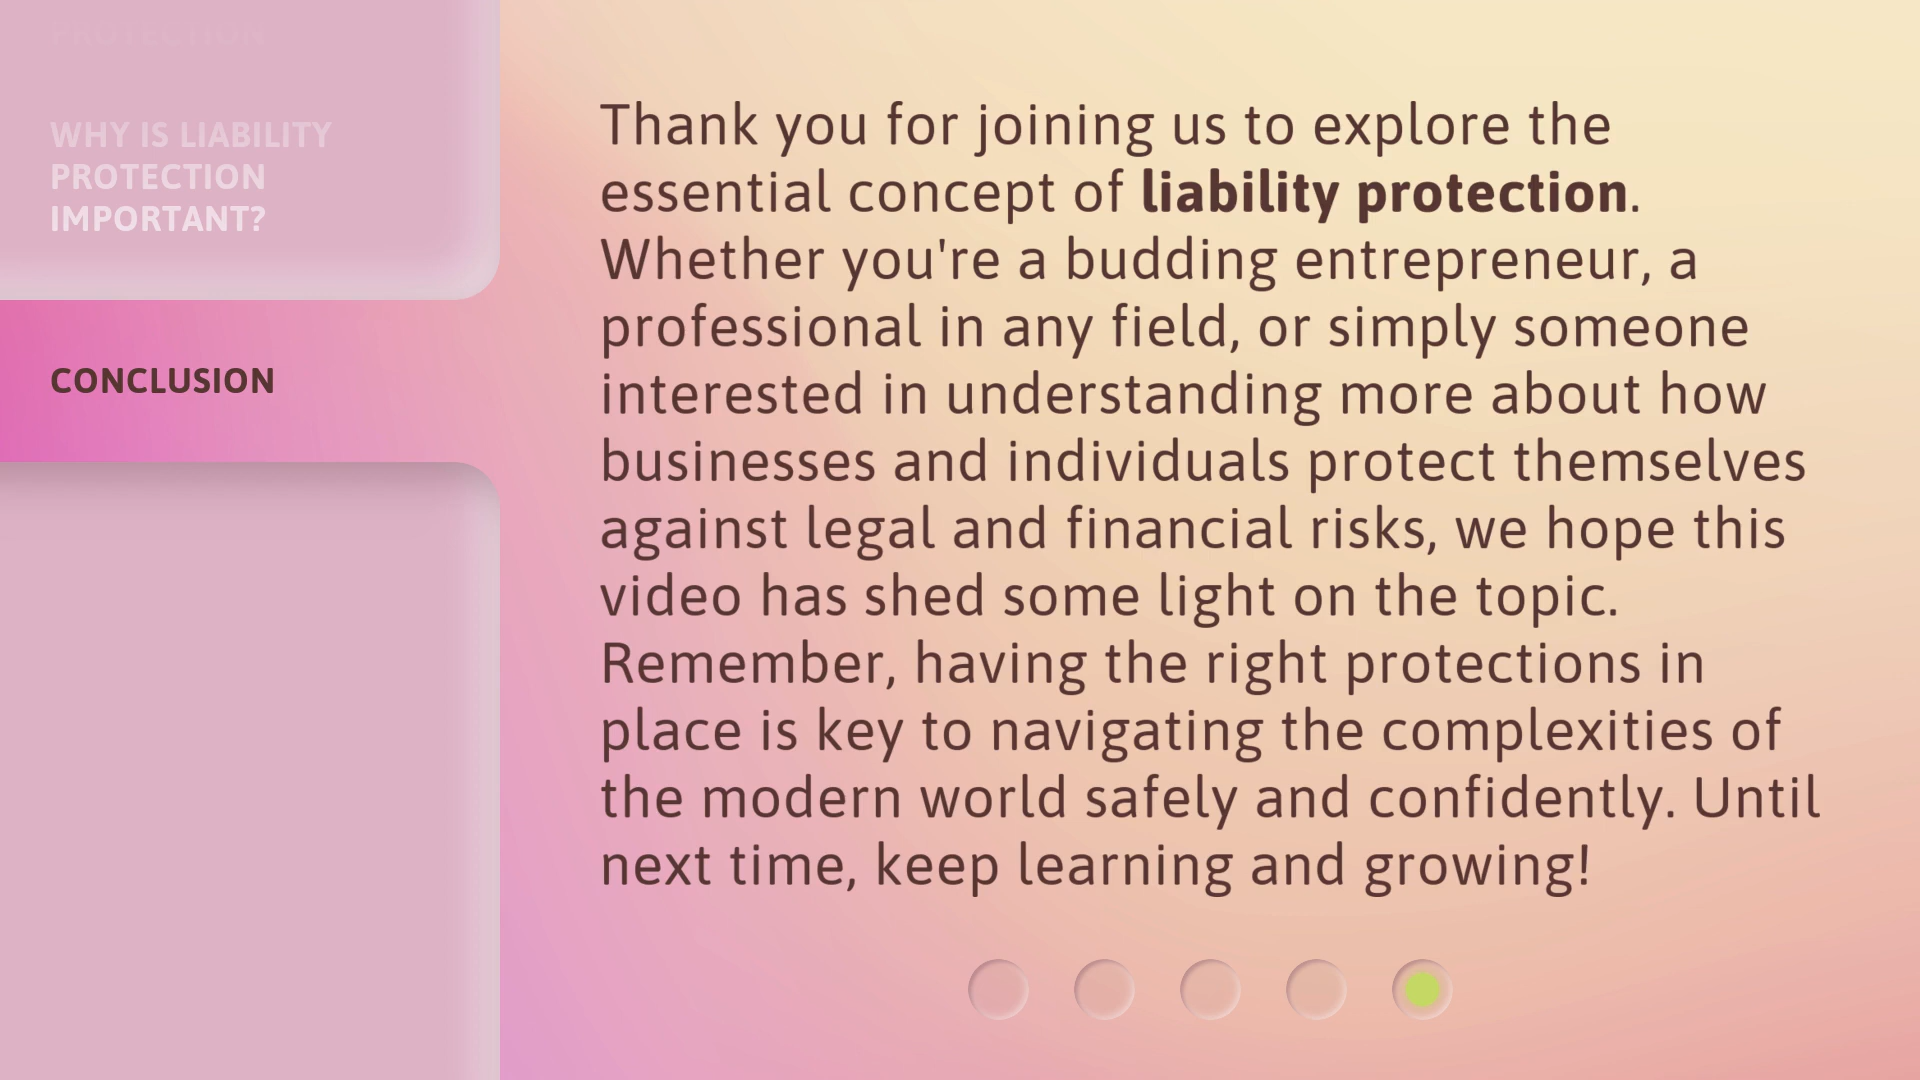 PROTECTION
WHY IS LIABILITY
PROTECTION
IMPORTANT?
CONCLUSION
Thank you for joining us to explore the
essential concept of liability protection.
Whether you're a budding entrepreneur, a
professional in any field, or simply someone
interested in understanding more about how
businesses and individuals protect themselves
against legal and financial risks, we hope this
video has shed some light on the topic.
Remember, having the right protections in
place is key to navigating the complexities of
the modern world safely and confidently. Until
next time, keep learning and growing!